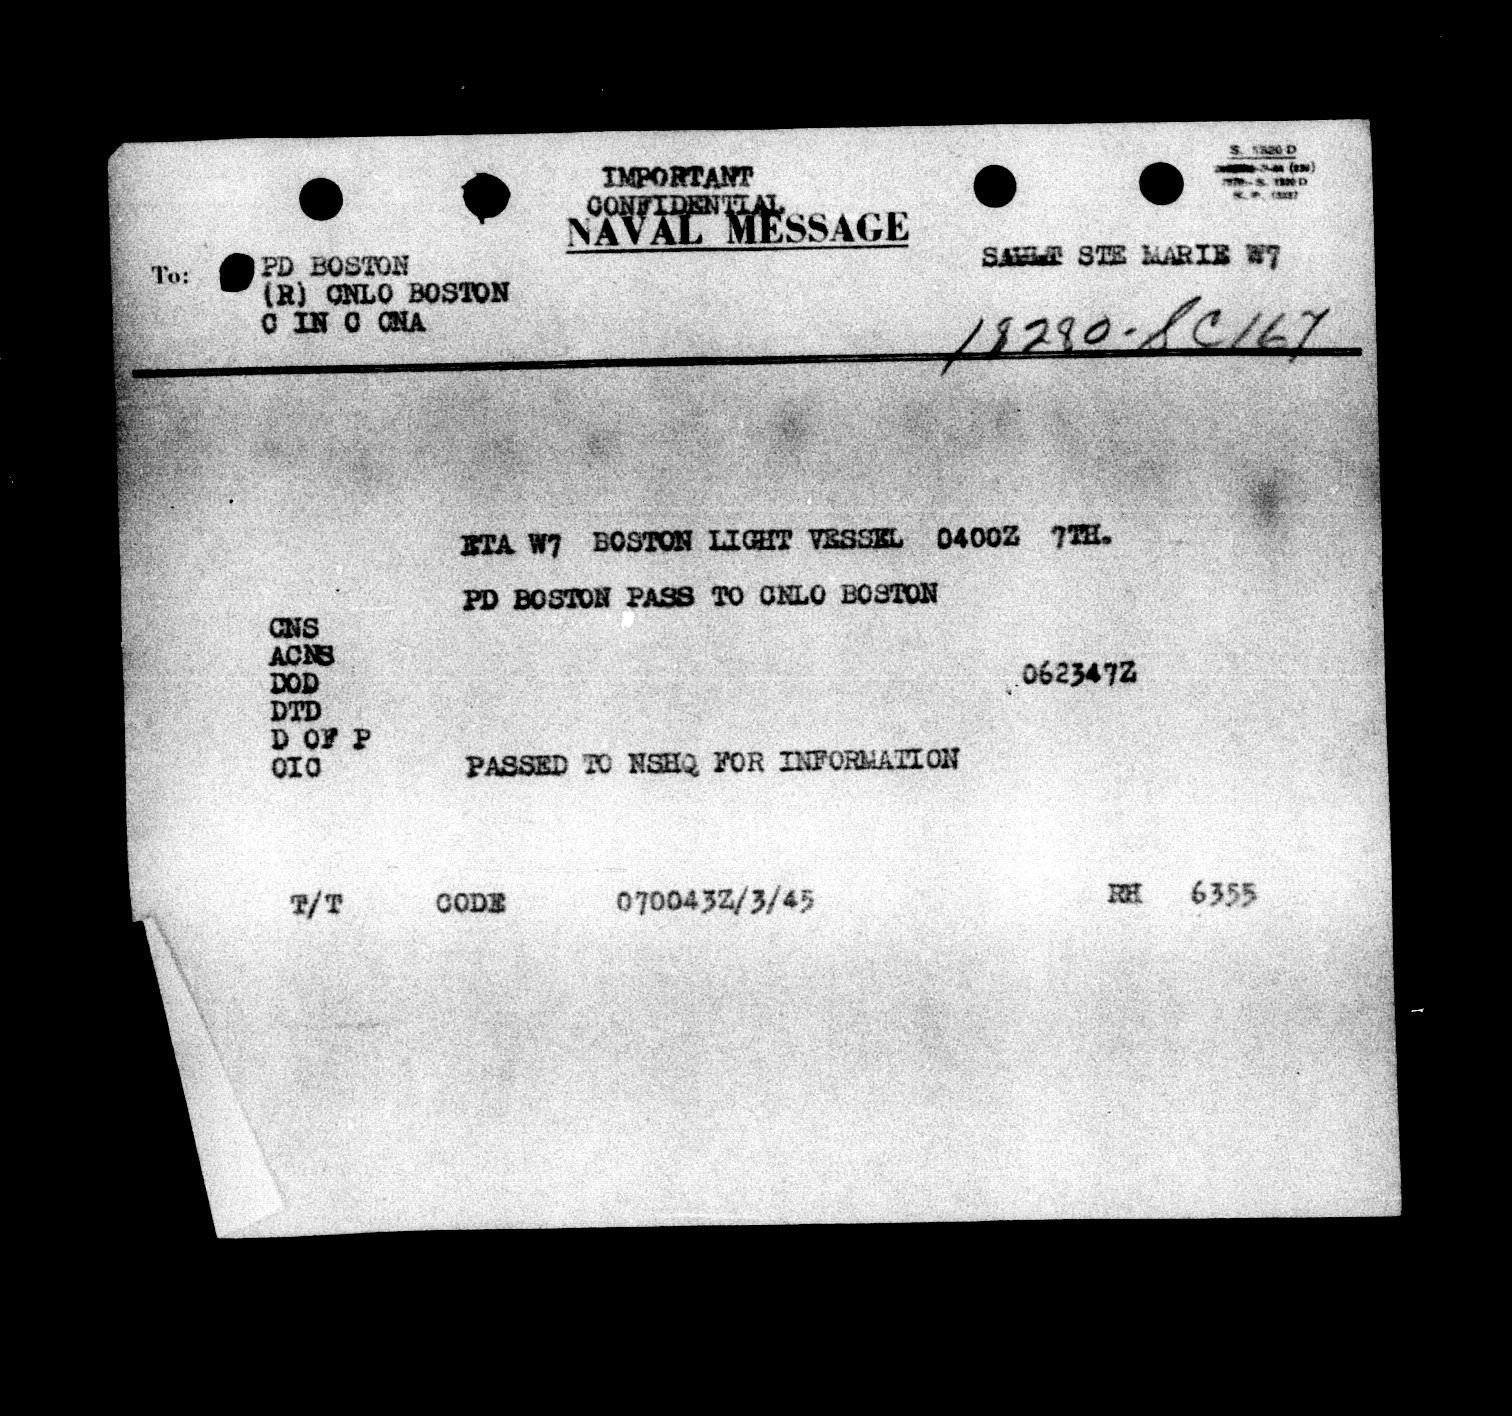 S. 1320 D
IMPORTANT
CONFIDENTIAL
NAVAL MESSAGE
To: PD BOSTON
(R) CNLO BOSTON
C IN C CNA
SAULT STE MARIE W7
18280-SC167
ETA W7 BOSTON LIGHT VESSEL 0400Z 7TH.
PD BOSTON PASS TO CNLO BOSTON
CNS
ACNS
DOD
062347Z
DTD
D OF P
OIC PASSED TO NSHQ FOR INFORMATION
T/T CODE 070043Z/3/45 RH 6355